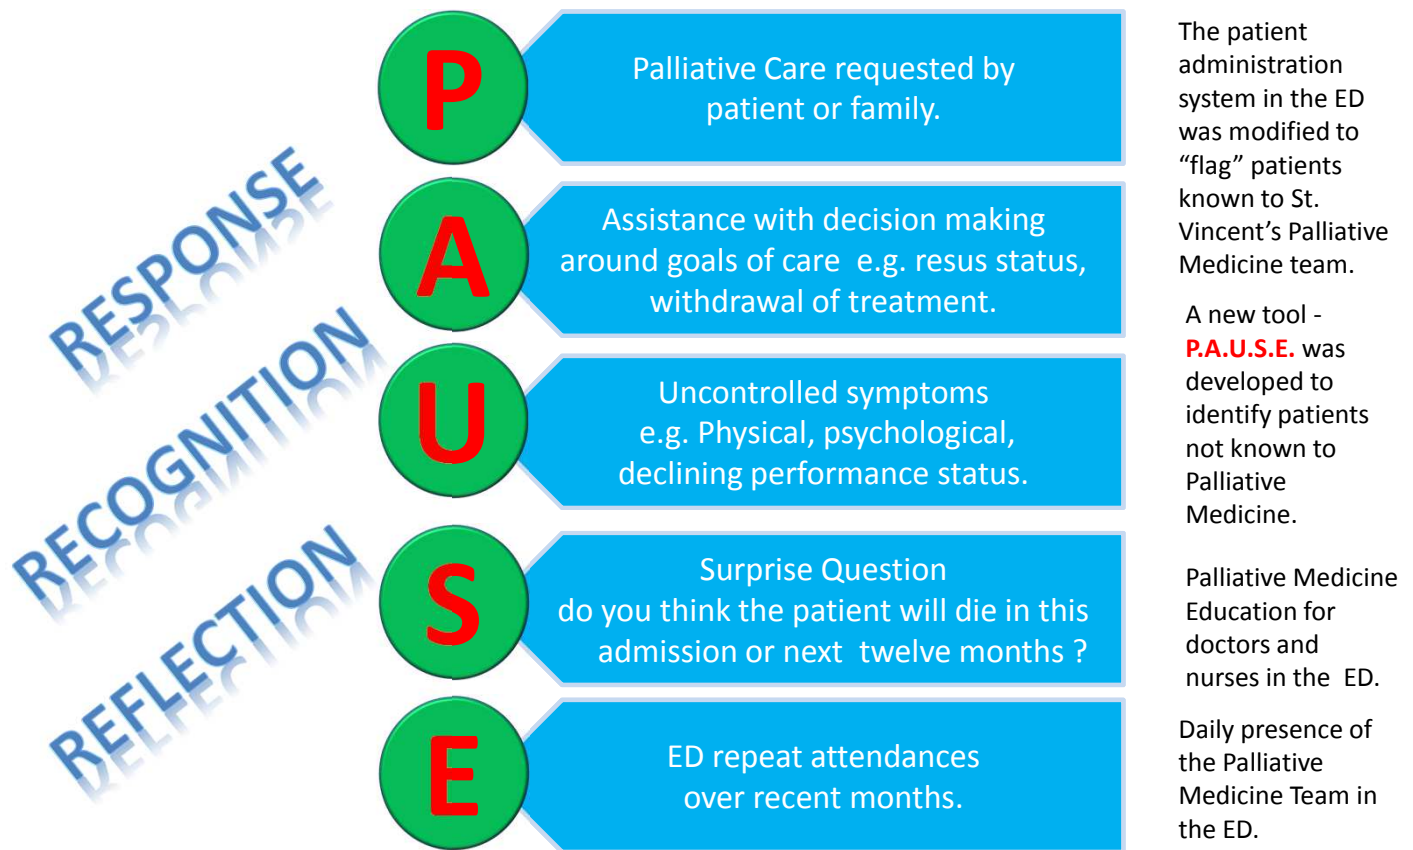 RESPONSE
RECOGNITION
REFLECTION
P
Palliative Care requested by
patient or family.
A
Assistance with decision making
around goals of care e.g. resus status,
withdrawal of treatment.
U
Uncontrolled symptoms
e.g. Physical, psychological,
declining performance status.
S
Surprise Question
do you think the patient will die in this
admission or next twelve months ?
E
ED repeat attendances
over recent months.
The patient
administration
system in the ED
was modified to
“flag” patients
known to St.
Vincent’s Palliative
Medicine team.
A new tool -
P.A.U.S.E. was
developed to
identify patients
not known to
Palliative
Medicine.
Palliative Medicine
Education for
doctors and
nurses in the ED.
Daily presence of
the Palliative
Medicine Team in
the ED.